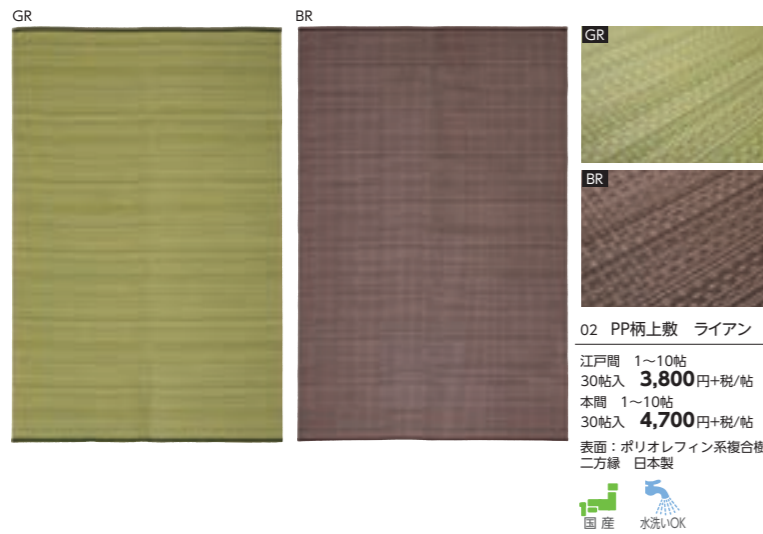 GR
BR
GR
BR
02 PP柄上敷 ライアン
江戸間 1〜10帖
30帖入 3,800円+税/帖
本間 1〜10帖
30帖入 4,700円+税/帖
表面：ポリオレフィン系複合樹
二方縁 日本製
国産
水洗いOK